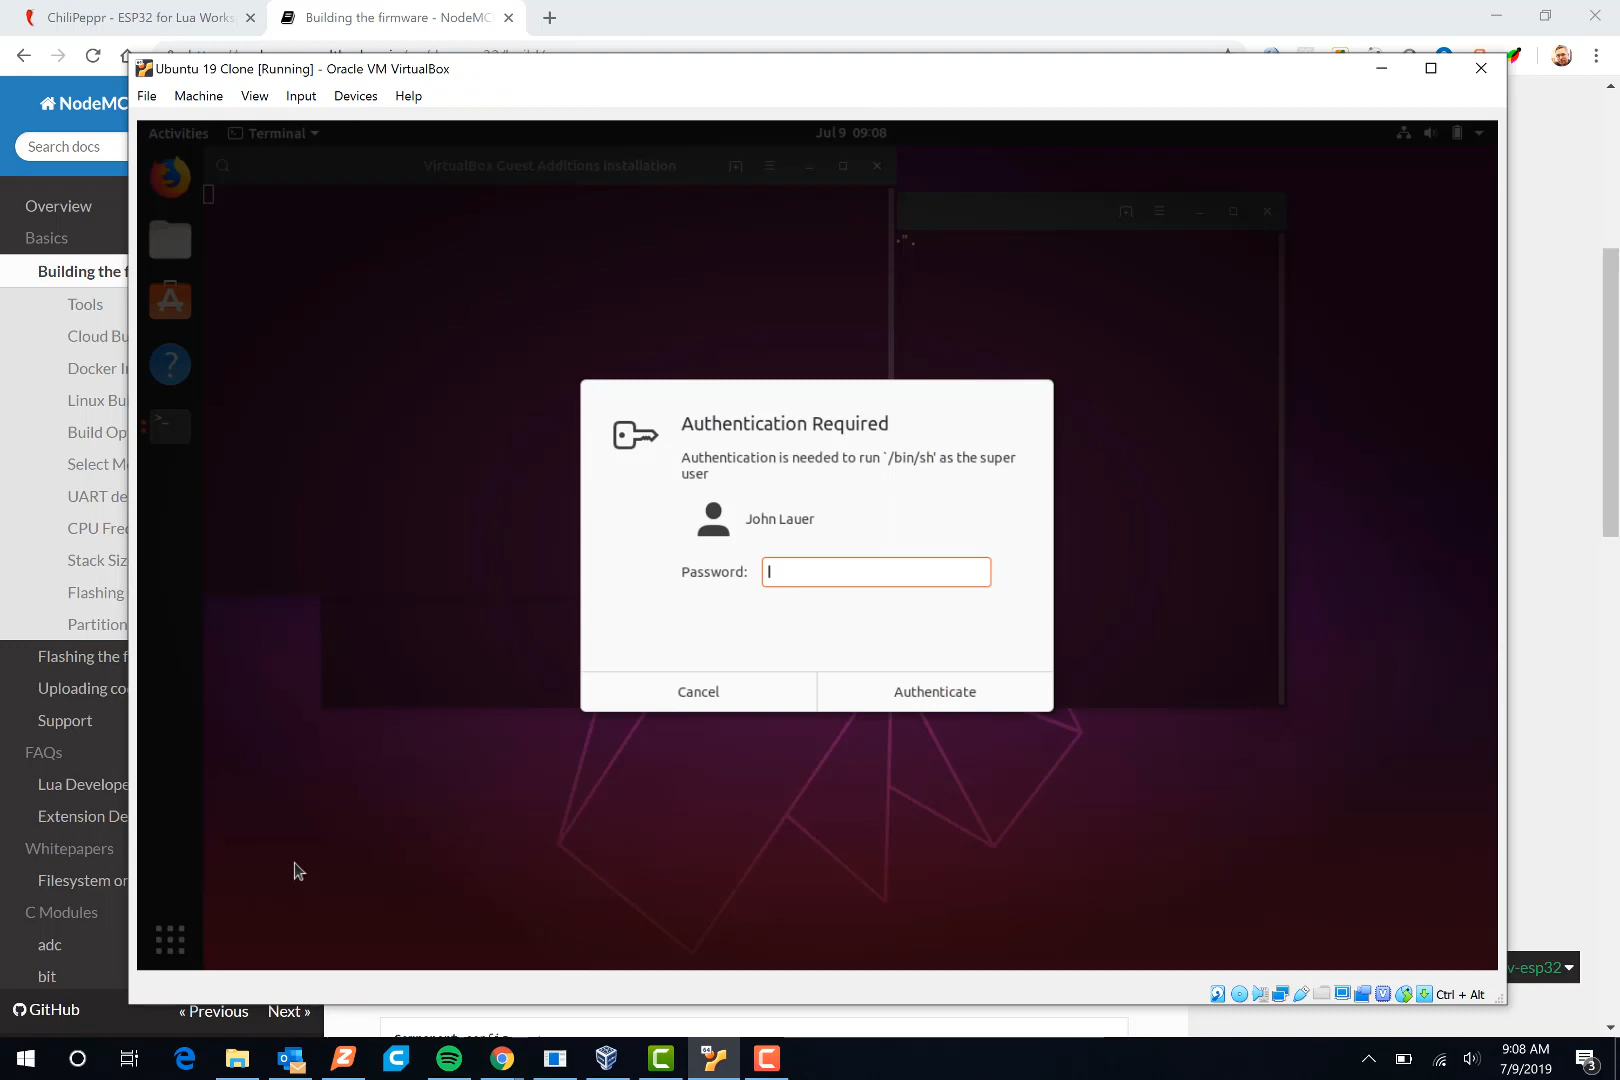 ChiliPeppr - ESP32 for Lua Works
Building the firmware - NodeMC
Ubuntu 19 Clone [Running] - Oracle VM VirtualBox
File Machine View Input Devices Help
NodeMC
Search docs
Overview
Basics
Building the f
Tools
Cloud Bu
Docker I
Linux Bu
Build Op
Select M
UART de
CPU Fre
Stack Siz
Flashing
Partition
Flashing the f
Uploading co
Support
FAQs
Lua Develope
Extension De
Whitepapers
Filesystem on
C Modules
adc
bit
GitHub
« Previous
Next »
Activities
Terminal
Jul 9 09:08
VirtualBox Guest Additions installation
Authentication Required
Authentication is needed to run `/bin/sh' as the super
user
John Lauer
Password:
Cancel
Authenticate
v-esp32
Ctrl + Alt
9:08 AM
7/9/2019
3